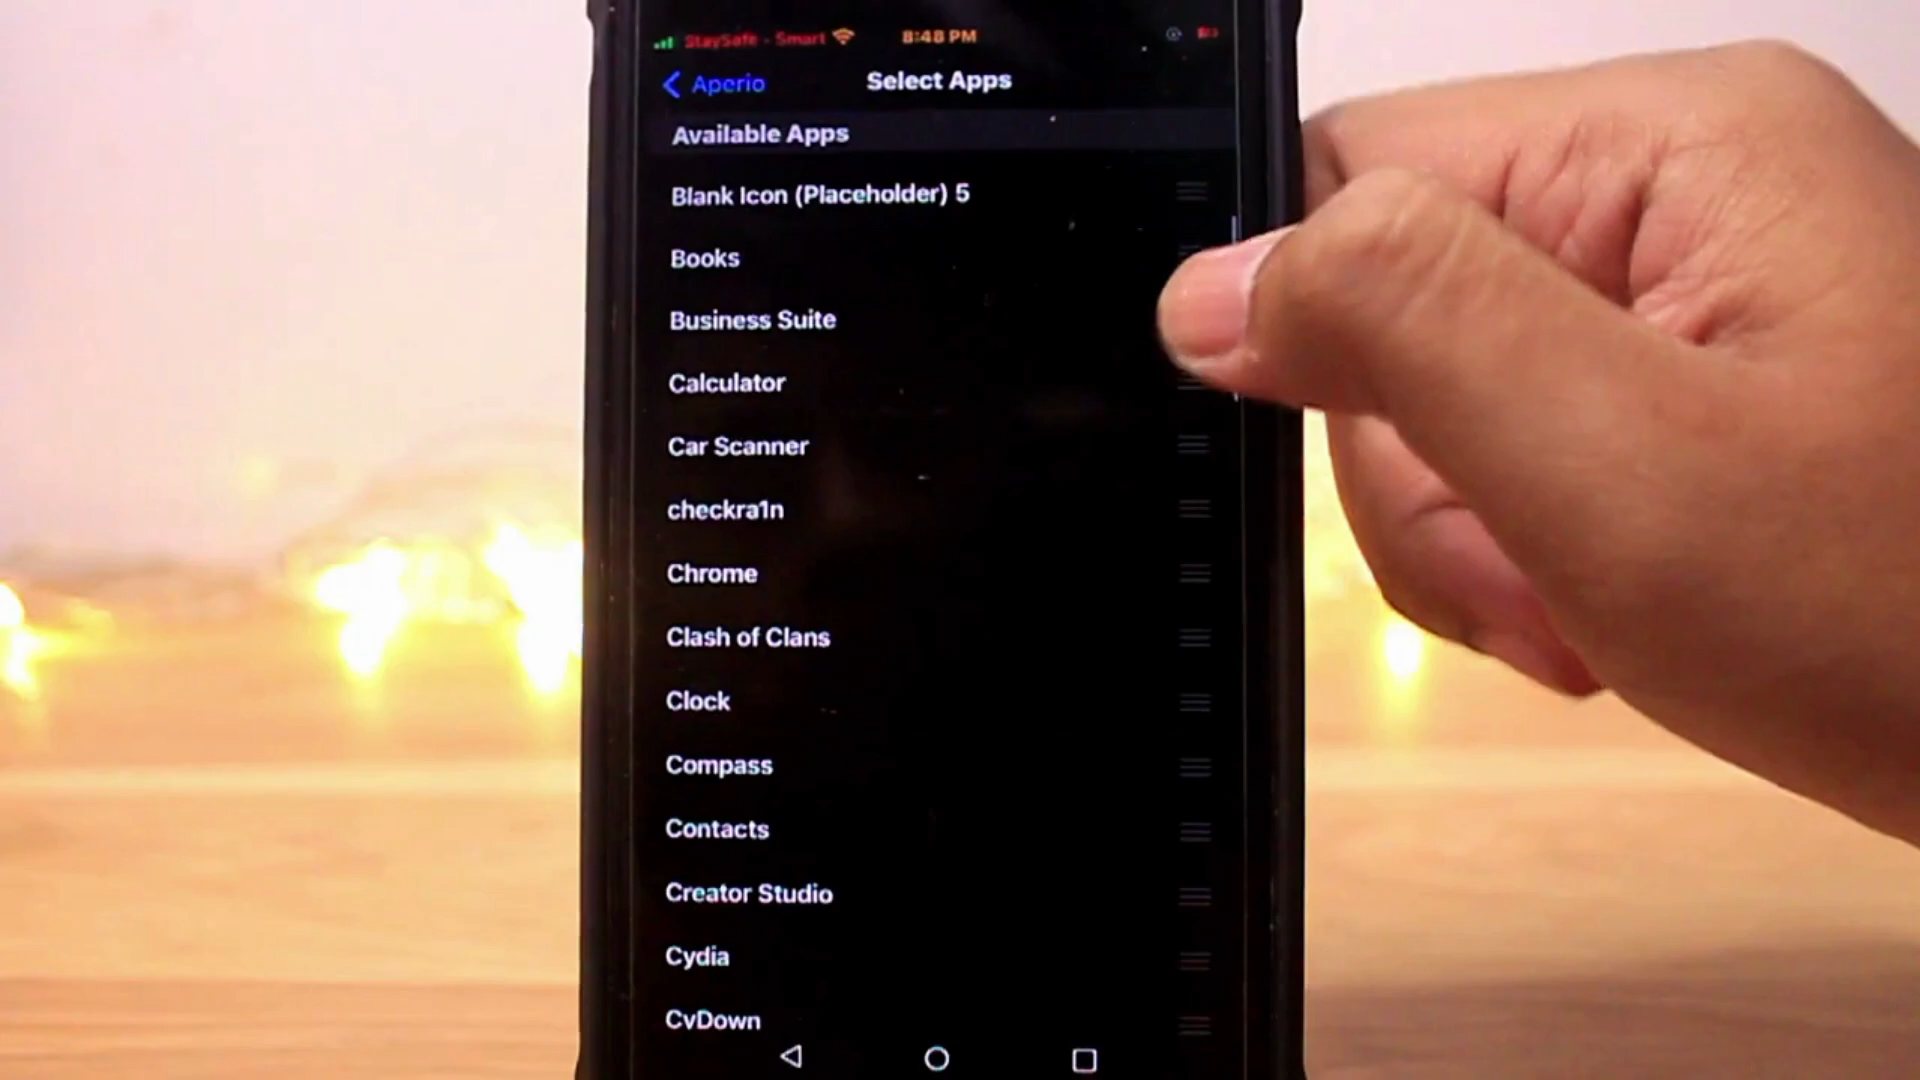 StaySafe - Smart 8:48 PM
Aperio Select Apps
Available Apps
Blank Icon (Placeholder) 5
Books
Business Suite
Calculator
Car Scanner
checkra1n
Chrome
Clash of Clans
Clock
Compass
Contacts
Creator Studio
Cydia
CvDown